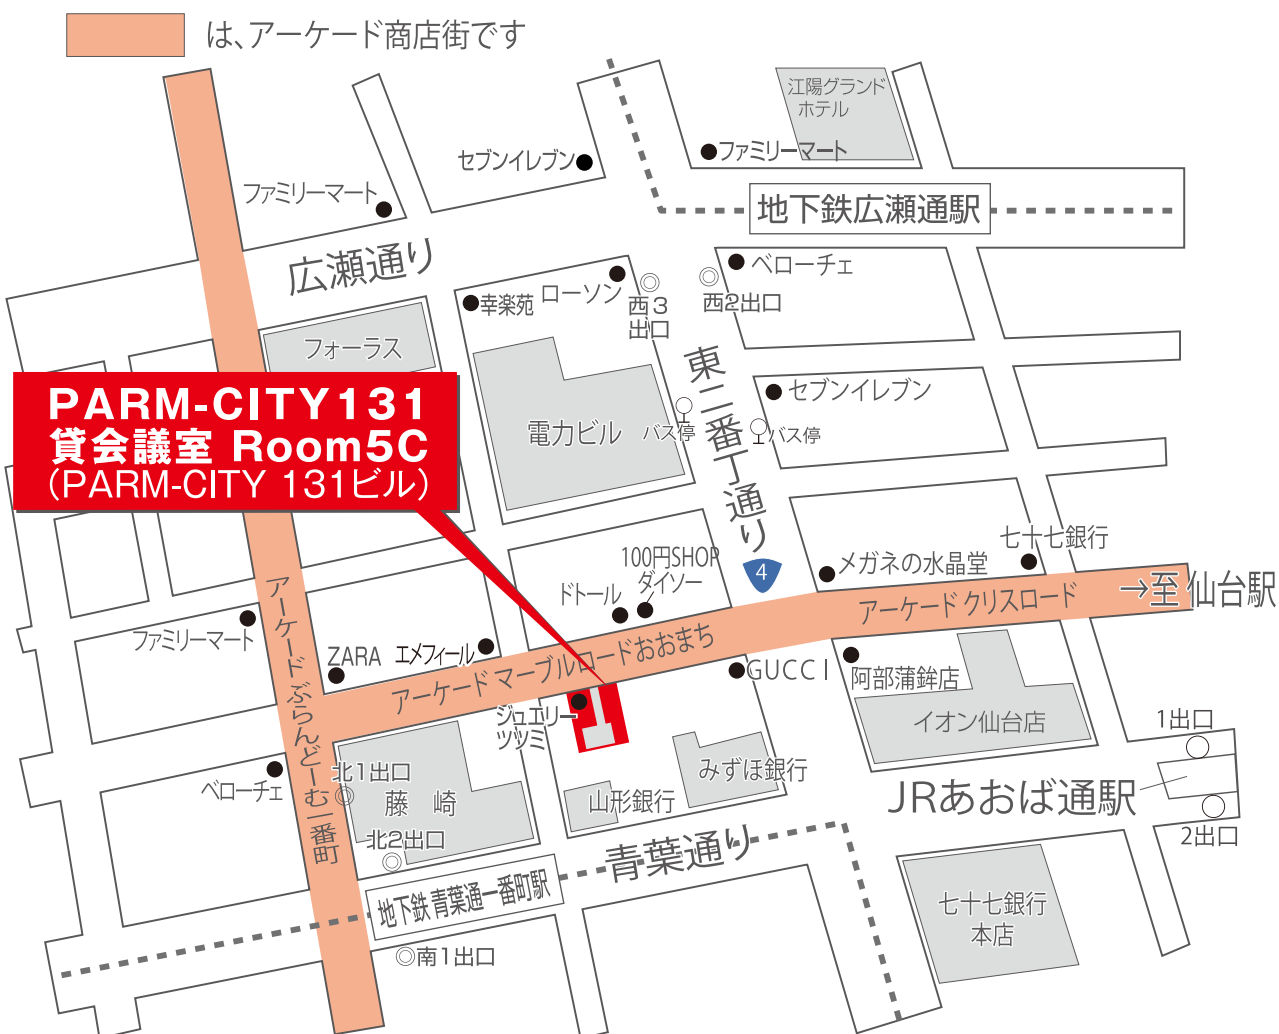 は、アーケード商店街です
江陽グランド
ホテル
セブンイレブン
ファミリーマート
ファミリーマート
地下鉄広瀬通駅
広瀬通り
ベローチェ
ローソン
幸楽苑
西3
出口
西2出口
フォーラス
東二番丁通り
PARM-CITY131
貸会議室 Room5C
(PARM-CITY 131ビル)
セブンイレブン
電力ビル
バス停
バス停
七十七銀行
100円SHOP
ダイソー
4
メガネの水晶堂
ドトール
アーケード クリスロード
→至 仙台駅
ファミリーマート
ZARA
エメフィール
アーケード マーブルロードおおまち
アーケード ぶらんどーむ一番町
GUCCI
阿部蒲鉾店
ジュエリー
ツツミ
イオン仙台店
1出口
みずほ銀行
北1出口
ベローチェ
藤崎
山形銀行
JRあおば通駅
北2出口
青葉通り
2出口
地下鉄 青葉通一番町駅
七十七銀行
本店
南1出口